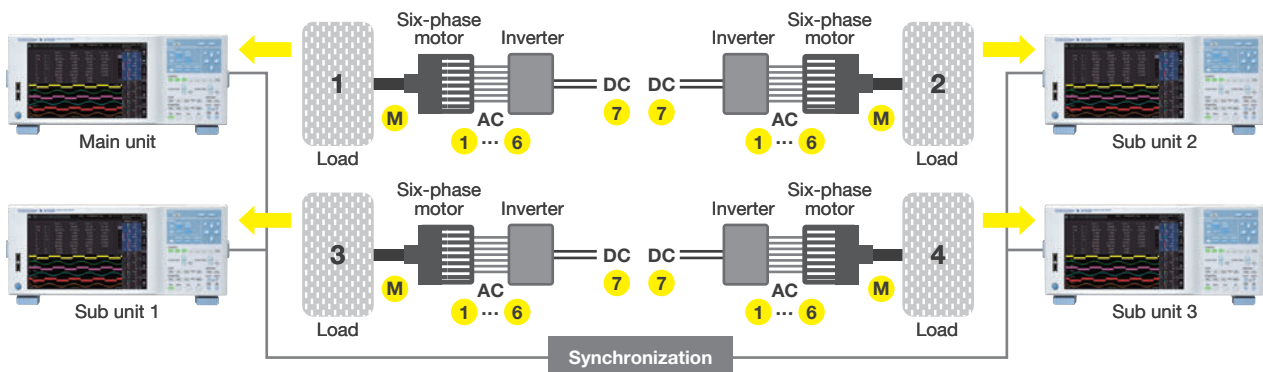 Six-phase
motor
Inverter
1
M
AC
1 ... 6
DC
7
Load
Main unit
Inverter
Six-phase
motor
2
DC
7
AC
1 ... 6
M
Load
Sub unit 2
Six-phase
motor
Inverter
3
M
AC
1 ... 6
DC
7
Load
Sub unit 1
Inverter
Six-phase
motor
4
DC
7
AC
1 ... 6
M
Load
Sub unit 3
Synchronization